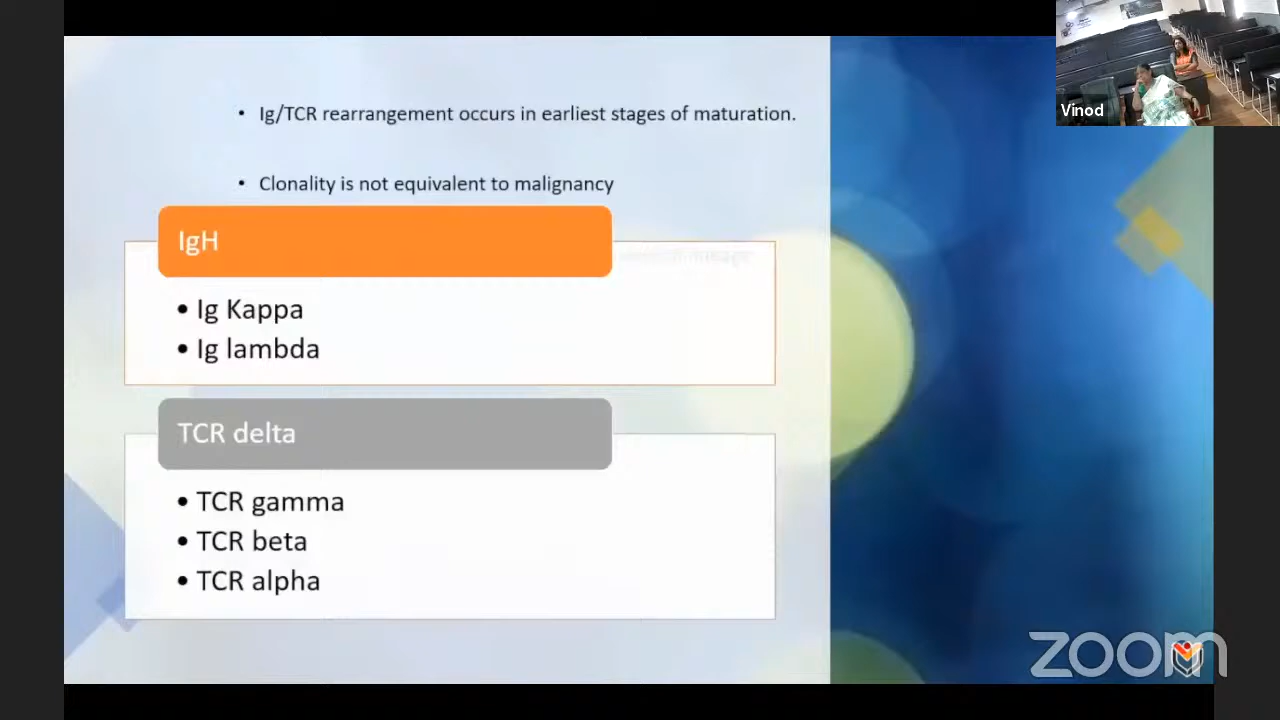 • Ig/TCR rearrangement occurs in earliest stages of maturation.
• Clonality is not equivalent to malignancy
IgH
• Ig Kappa
• Ig lambda
TCR delta
• TCR gamma
• TCR beta
• TCR alpha
Vinod
zoom